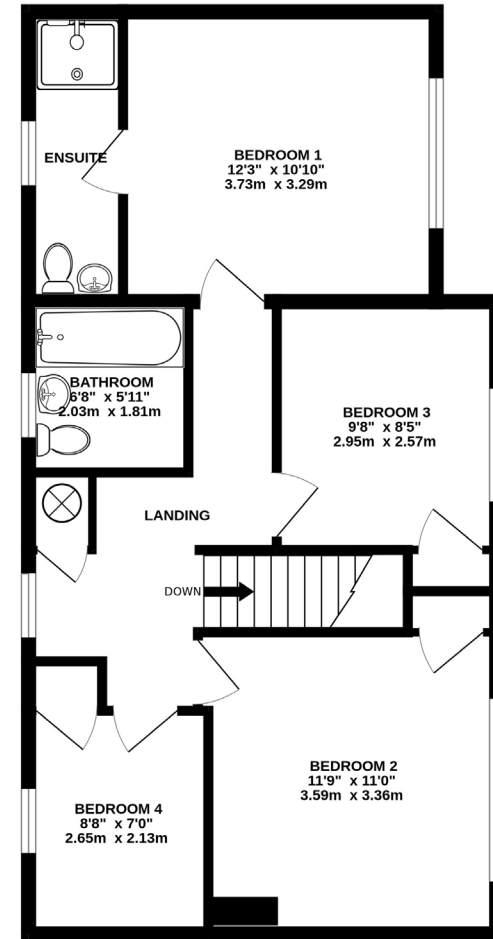 ENSUITE
BEDROOM 1
12'3" x 10'10"
3.73m x 3.29m
BATHROOM
6'8" x 5'11"
2.03m x 1.81m
BEDROOM 3
9'8" x 8'5"
2.95m x 2.57m
LANDING
DOWN
BEDROOM 2
11'9" x 11'0"
3.59m x 3.36m
BEDROOM 4
8'8" x 7'0"
2.65m x 2.13m